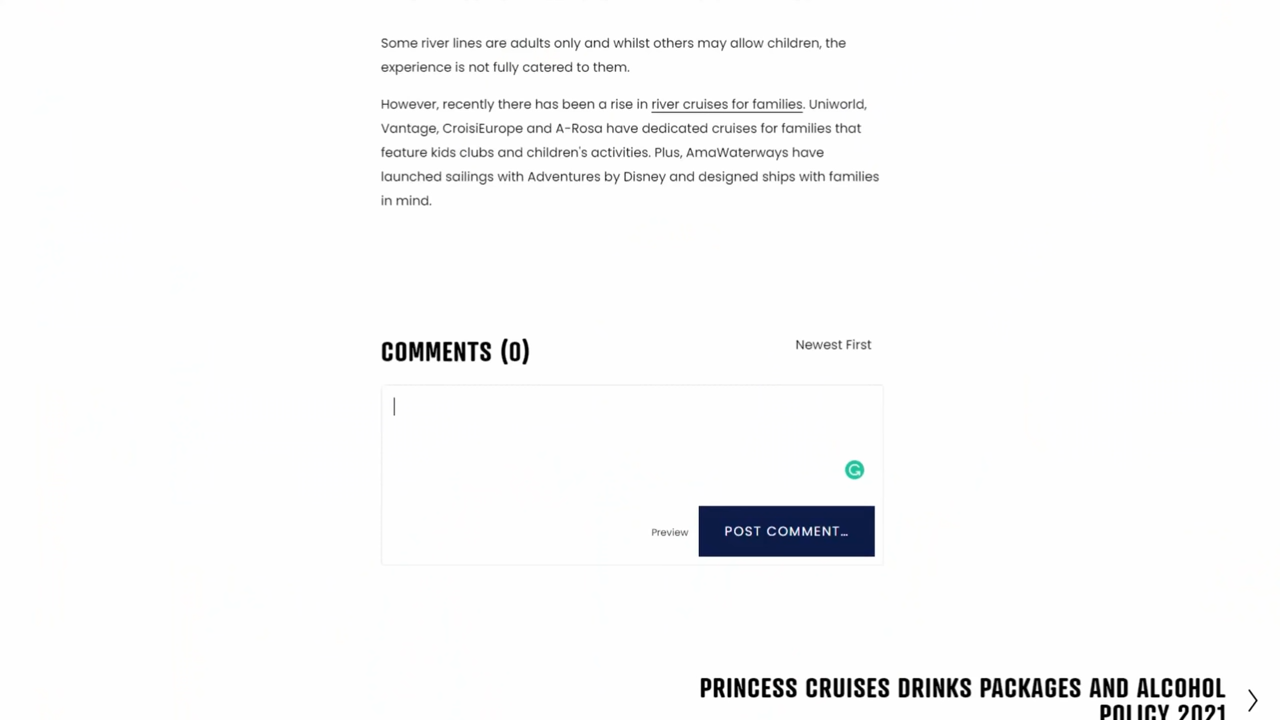 Some river lines are adults only and whilst others may allow children, the
experience is not fully catered to them.
However, recently there has been a rise in river cruises for families. Uniworld,
Vantage, CroisiEurope and A-Rosa have dedicated cruises for families that
feature kids clubs and children's activities. Plus, AmaWaterways have
launched sailings with Adventures by Disney and designed ships with families
in mind.
COMMENTS (0)
Newest First
Preview
POST COMMENT…
PRINCESS CRUISES DRINKS PACKAGES AND ALCOHOL
POLICY 2021